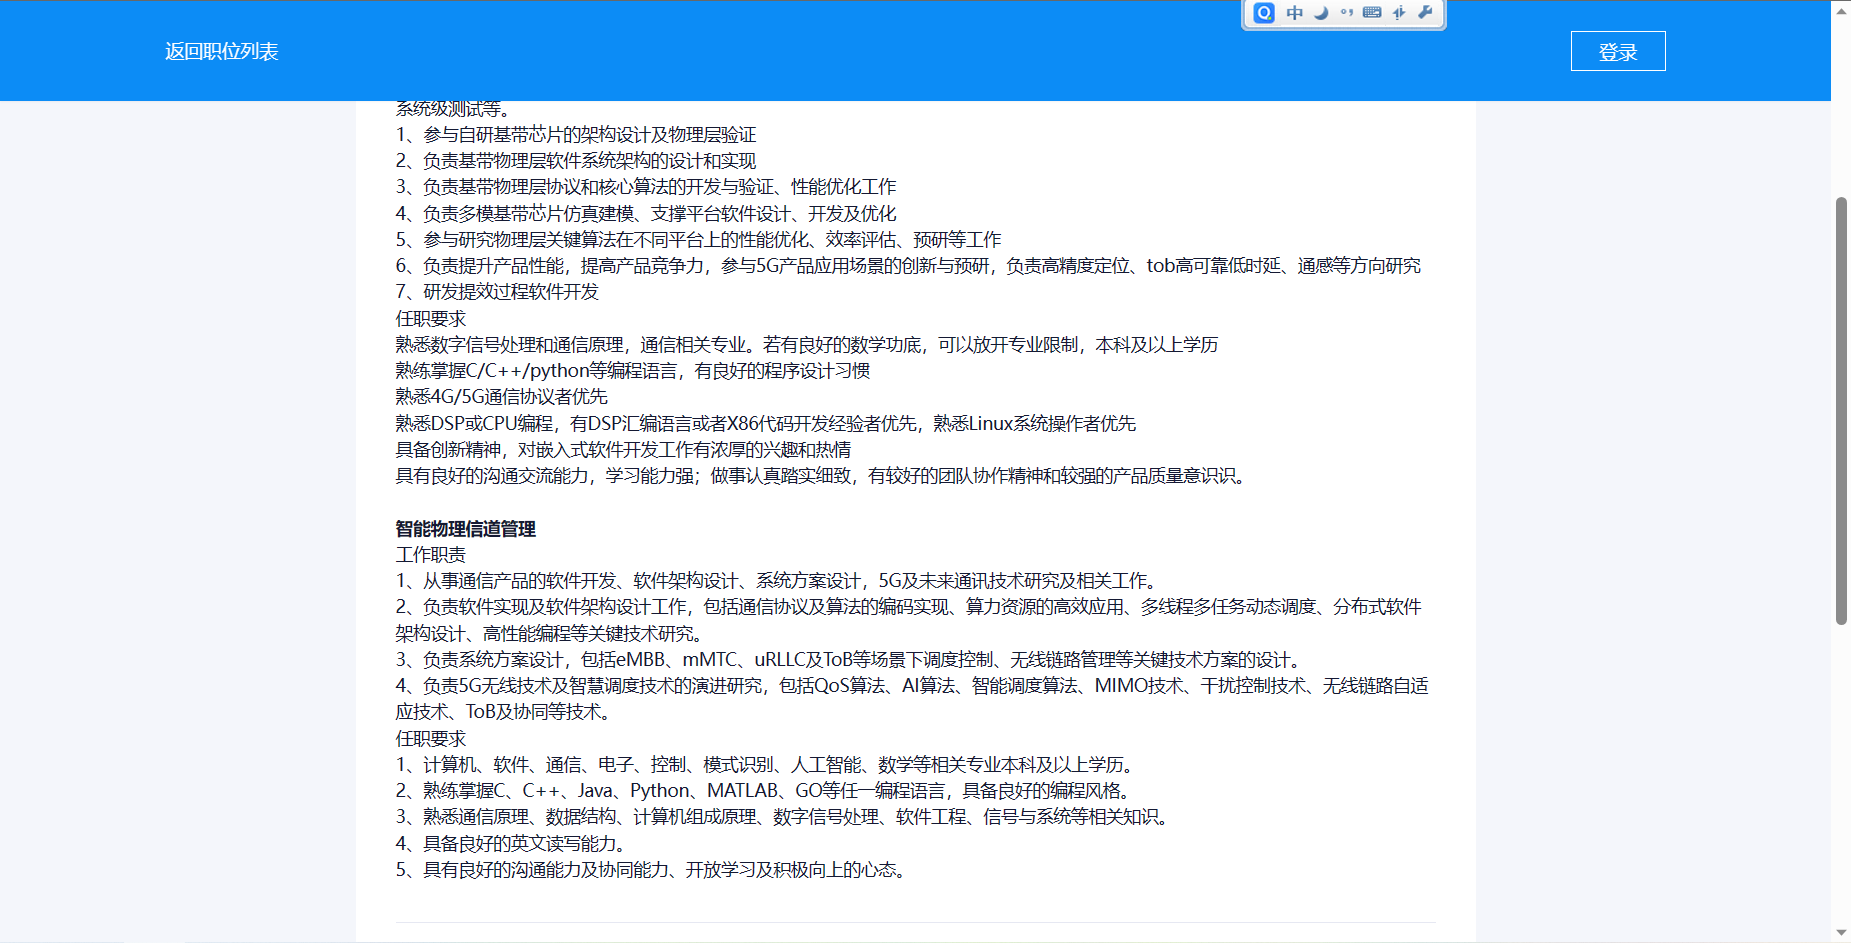 中
返回职位列表
登录
系统级测试等。
1、参与自研基带芯片的架构设计及物理层验证
2、负责基带物理层软件系统架构的设计和实现
3、负责基带物理层协议和核心算法的开发与验证、性能优化工作
4、负责多模基带芯片仿真建模、支撑平台软件设计、开发及优化
5、参与研究物理层关键算法在不同平台上的性能优化、效率评估、预研等工作
6、负责提升产品性能，提高产品竞争力，参与5G产品应用场景的创新与预研，负责高精度定位、tob高可靠低时延、通感等方向研究
7、研发提效过程软件开发
任职要求
熟悉数字信号处理和通信原理，通信相关专业。若有良好的数学功底，可以放开专业限制，本科及以上学历
熟练掌握C/C++/python等编程语言，有良好的程序设计习惯
熟悉4G/5G通信协议者优先
熟悉DSP或CPU编程，有DSP汇编语言或者X86代码开发经验者优先，熟悉Linux系统操作者优先
具备创新精神，对嵌入式软件开发工作有浓厚的兴趣和热情
具有良好的沟通交流能力，学习能力强；做事认真踏实细致，有较好的团队协作精神和较强的产品质量意识识。
智能物理信道管理
工作职责
1、从事通信产品的软件开发、软件架构设计、系统方案设计，5G及未来通讯技术研究及相关工作。
2、负责软件实现及软件架构设计工作，包括通信协议及算法的编码实现、算力资源的高效应用、多线程多任务动态调度、分布式软件
架构设计、高性能编程等关键技术研究。
3、负责系统方案设计，包括eMBB、mMTC、uRLLC及ToB等场景下调度控制、无线链路管理等关键技术方案的设计。
4、负责5G无线技术及智慧调度技术的演进研究，包括QoS算法、AI算法、智能调度算法、MIMO技术、干扰控制技术、无线链路自适
应技术、ToB及协同等技术。
任职要求
1、计算机、软件、通信、电子、控制、模式识别、人工智能、数学等相关专业本科及以上学历。
2、熟练掌握C、C++、Java、Python、MATLAB、GO等任一编程语言，具备良好的编程风格。
3、熟悉通信原理、数据结构、计算机组成原理、数字信号处理、软件工程、信号与系统等相关知识。
4、具备良好的英文读写能力。
5、具有良好的沟通能力及协同能力、开放学习及积极向上的心态。